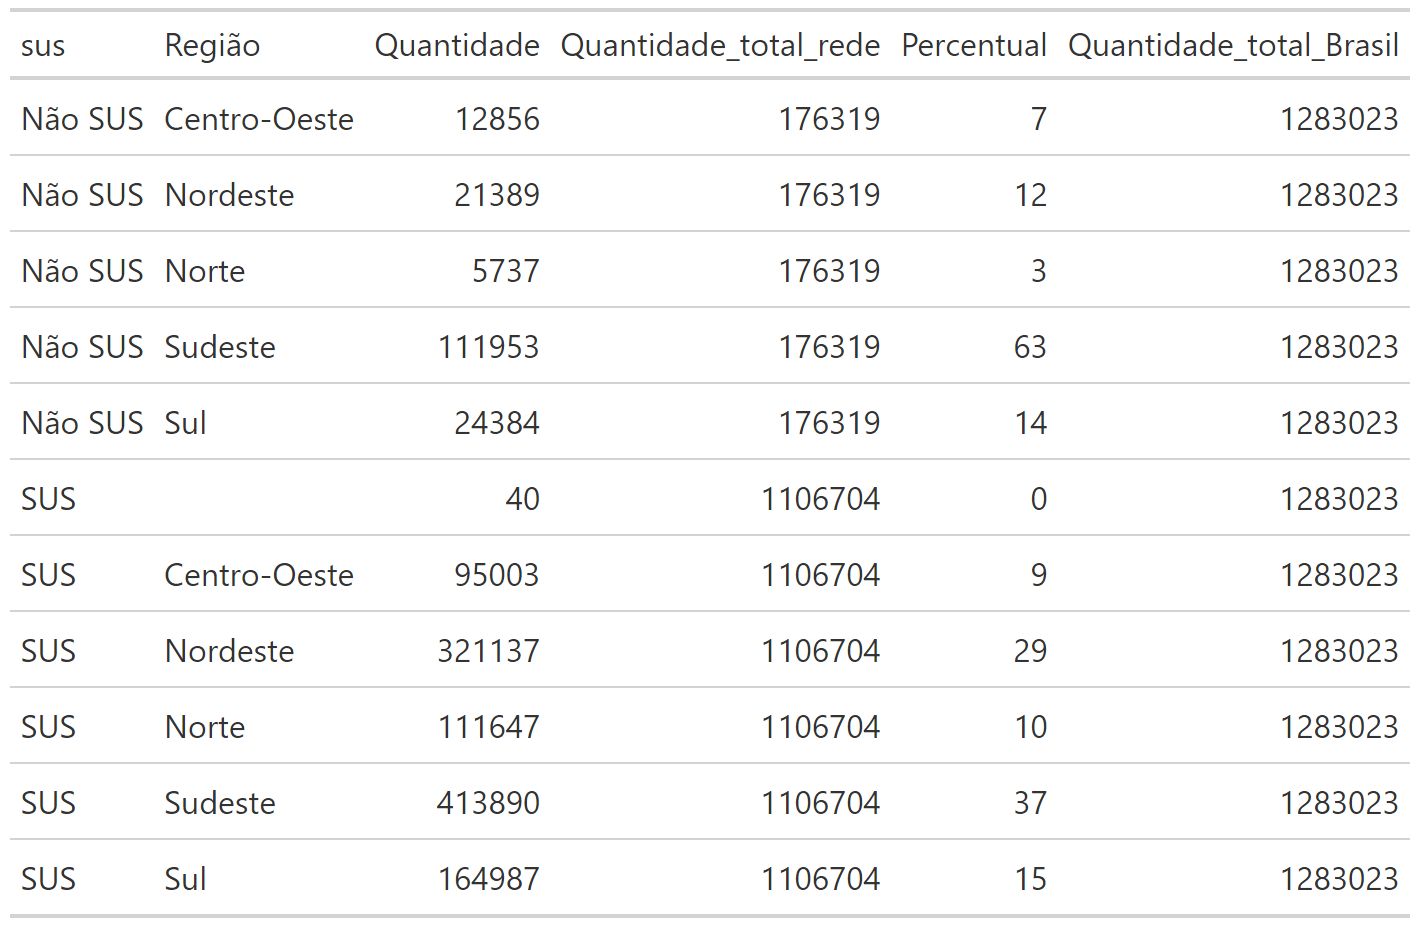 sus Região Quantidade Quantidade_total_rede Percentual Quantidade_total_Brasil
Não SUS Centro-Oeste 12856 176319 7 1283023
Não SUS Nordeste 21389 176319 12 1283023
Não SUS Norte 5737 176319 3 1283023
Não SUS Sudeste 111953 176319 63 1283023
Não SUS Sul 24384 176319 14 1283023
SUS 40 1106704 0 1283023
SUS Centro-Oeste 95003 1106704 9 1283023
SUS Nordeste 321137 1106704 29 1283023
SUS Norte 111647 1106704 10 1283023
SUS Sudeste 413890 1106704 37 1283023
SUS Sul 164987 1106704 15 1283023